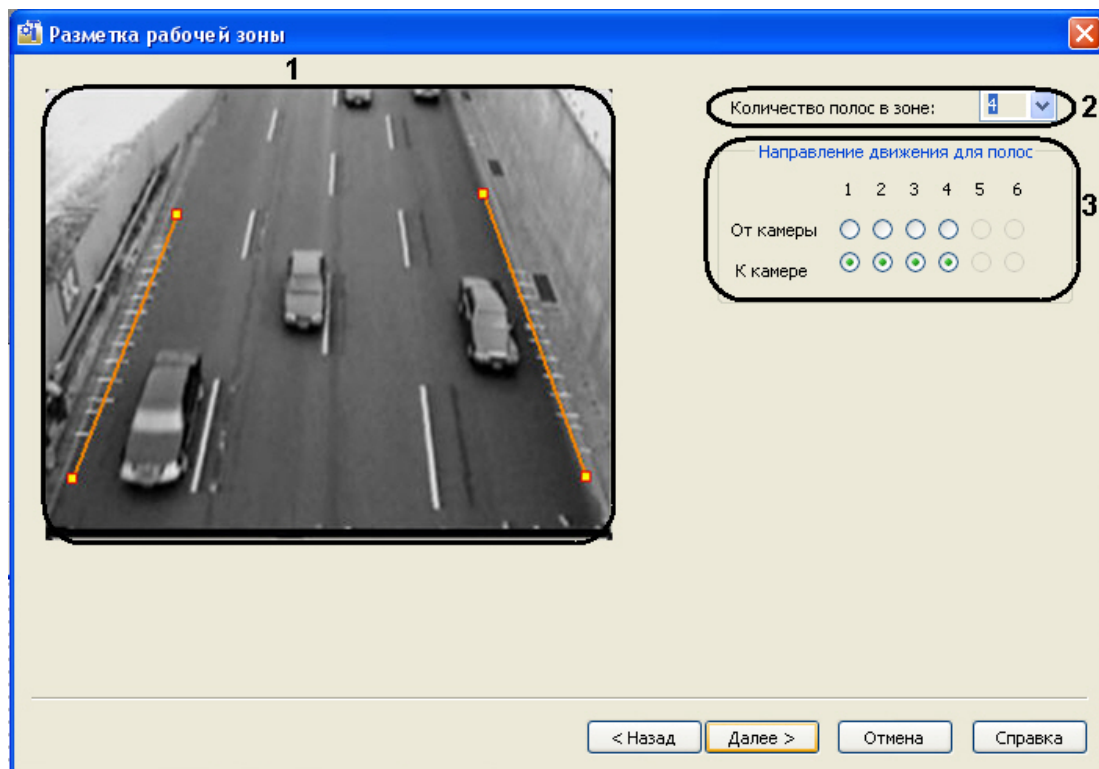 Разметка рабочей зоны
1
Количество полос в зоне: 4
2
Направление движения для полос
1 2 3 4 5 6
3
От камеры
К камере
< Назад Далее > Отмена Справка